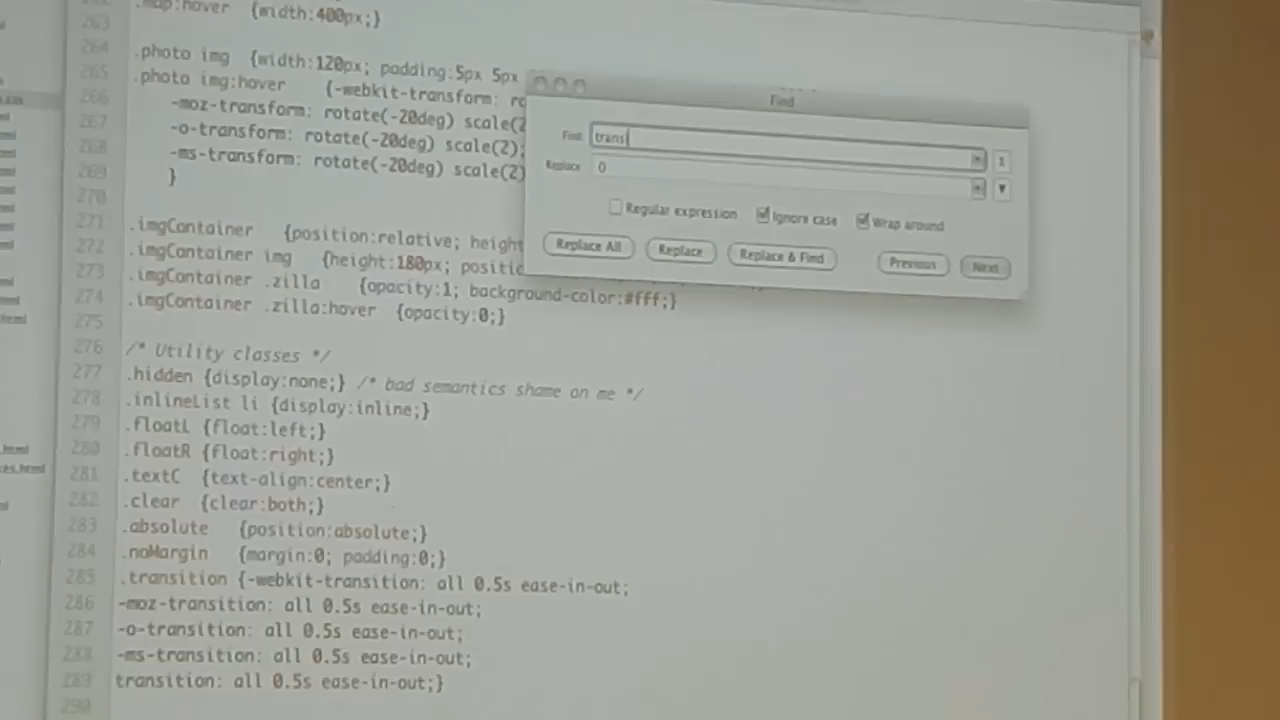 263 .map:hover {width:400px;}
264
265 .photo img {width:120px; padding:5px 5px
266 .photo img:hover {-webkit-transform: ro
267 -moz-transform: rotate(-20deg) scale(2
268 -o-transform: rotate(-20deg) scale(2);
269 -ms-transform: rotate(-20deg) scale(2)
270 }
271
272 .imgContainer {position:relative; height
273 .imgContainer img {height:180px; positio
274 .imgContainer .zilla {opacity:1; background-color:#fff;}
275 .imgContainer .zilla:hover {opacity:0;}
276
277 /* Utility classes */
278 .hidden {display:none;} /* bad semantics shame on me */
279 .inlineList li {display:inline;}
280 .floatL {float:left;}
281 .floatR {float:right;}
282 .textC {text-align:center;}
283 .clear {clear:both;}
284 .absolute {position:absolute;}
285 .noMargin {margin:0; padding:0;}
286 .transition {-webkit-transition: all 0.5s ease-in-out;
287 -moz-transition: all 0.5s ease-in-out;
288 -o-transition: all 0.5s ease-in-out;
289 -ms-transition: all 0.5s ease-in-out;
290 transition: all 0.5s ease-in-out;}
Find
Find: trans
Replace: 0
Regular expression Ignore case Wrap around
Replace All Replace Replace & Find Previous Next